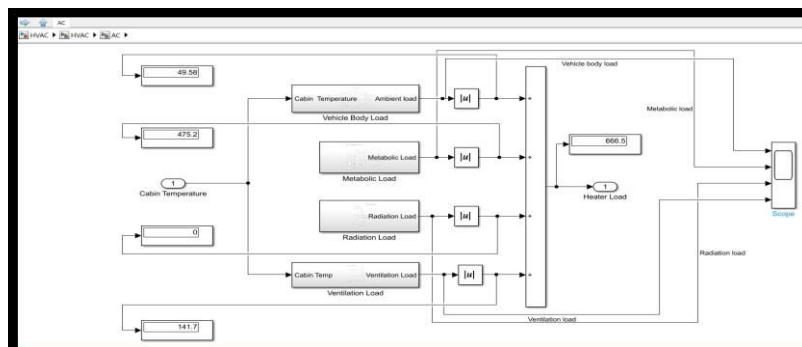 AC
HVAC ▶ HVAC ▶ AC ▶
49.58
Vehicle body load
Cabin Temperature Ambient load
|u|
+
Vehicle Body Load
Metabolic load
475.2
666.5
Metabolic Load
|u|
+
Metabolic Load
1
Cabin Temperature
1
Heater Load
Scope
Radiation Load
|u|
+
0
Radiation Load
Radiation load
Cabin Temp Ventilation Load
|u|
+
Ventilation Load
Ventilation load
141.7